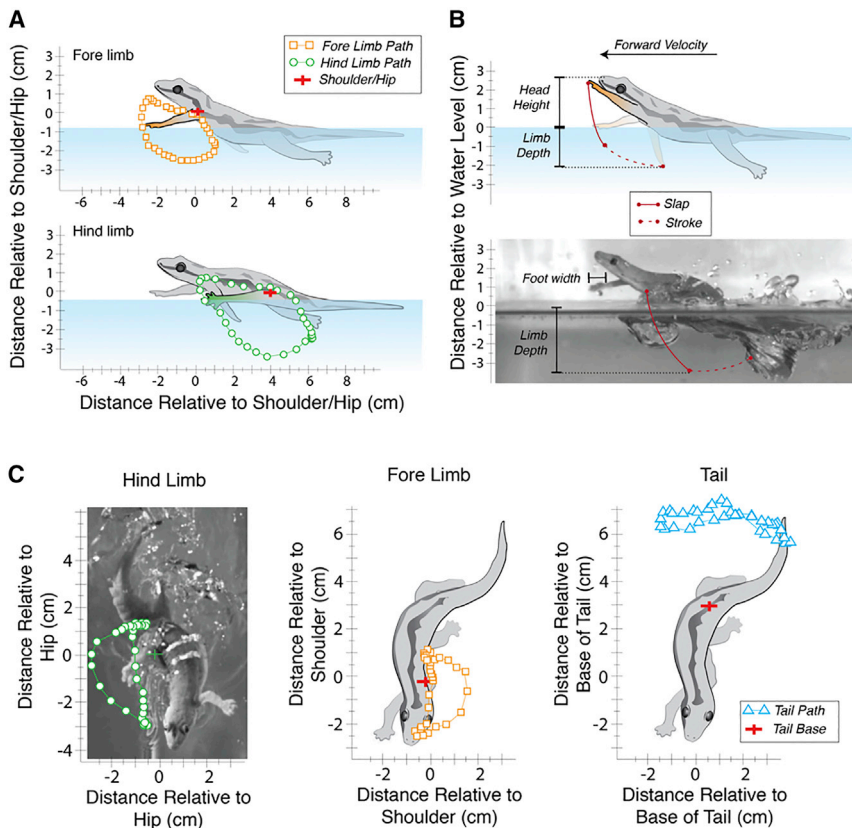 A
Fore limb
Fore Limb Path
Hind Limb Path
Shoulder/Hip
Distance Relative to Shoulder/Hip (cm)
3
2
1
0
-1
-2
-3
-6 -4 -2 0 2 4 6 8 10
Hind limb
3
2
1
0
-1
-2
-3
-6 -4 -2 0 2 4 6 8 10
Distance Relative to Shoulder/Hip (cm)
B
Forward Velocity
Distance Relative to Water Level (cm)
3
2
1
0
-1
-2
-3
Head
Height
Limb
Depth
Slap
Stroke
3
2
1
0
-1
-2
-3
Foot width
Limb
Depth
C
Hind Limb
Distance Relative to
Hip (cm)
4
2
0
-2
-4
-2 0 2
Distance Relative to
Hip (cm)
Fore Limb
Distance Relative to
Shoulder (cm)
6
4
2
0
-2
-2 0 2
Distance Relative to
Shoulder (cm)
Tail
Distance Relative to
Base of Tail (cm)
6
4
2
0
-2
Tail Path
Tail Base
-2 0 2
Distance Relative to
Base of Tail (cm)